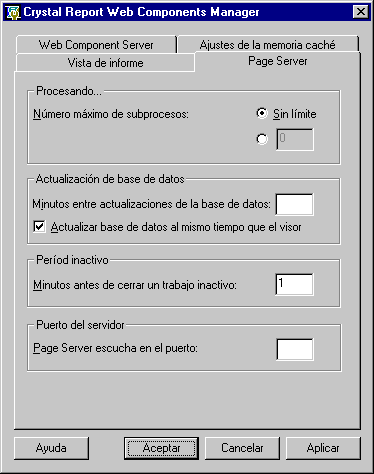 Crystal Report Web Components Manager
Web Component Server
Ajustes de la memoria caché
Vista de informe
Page Server
Procesando...
Número máximo de subprocesos:
Sin límite
0
Actualización de base de datos
Minutos entre actualizaciones de la base de datos:
Actualizar base de datos al mismo tiempo que el visor
Períod inactivo
Minutos antes de cerrar un trabajo inactivo:
1
Puerto del servidor
Page Server escucha en el puerto:
Ayuda
Aceptar
Cancelar
Aplicar